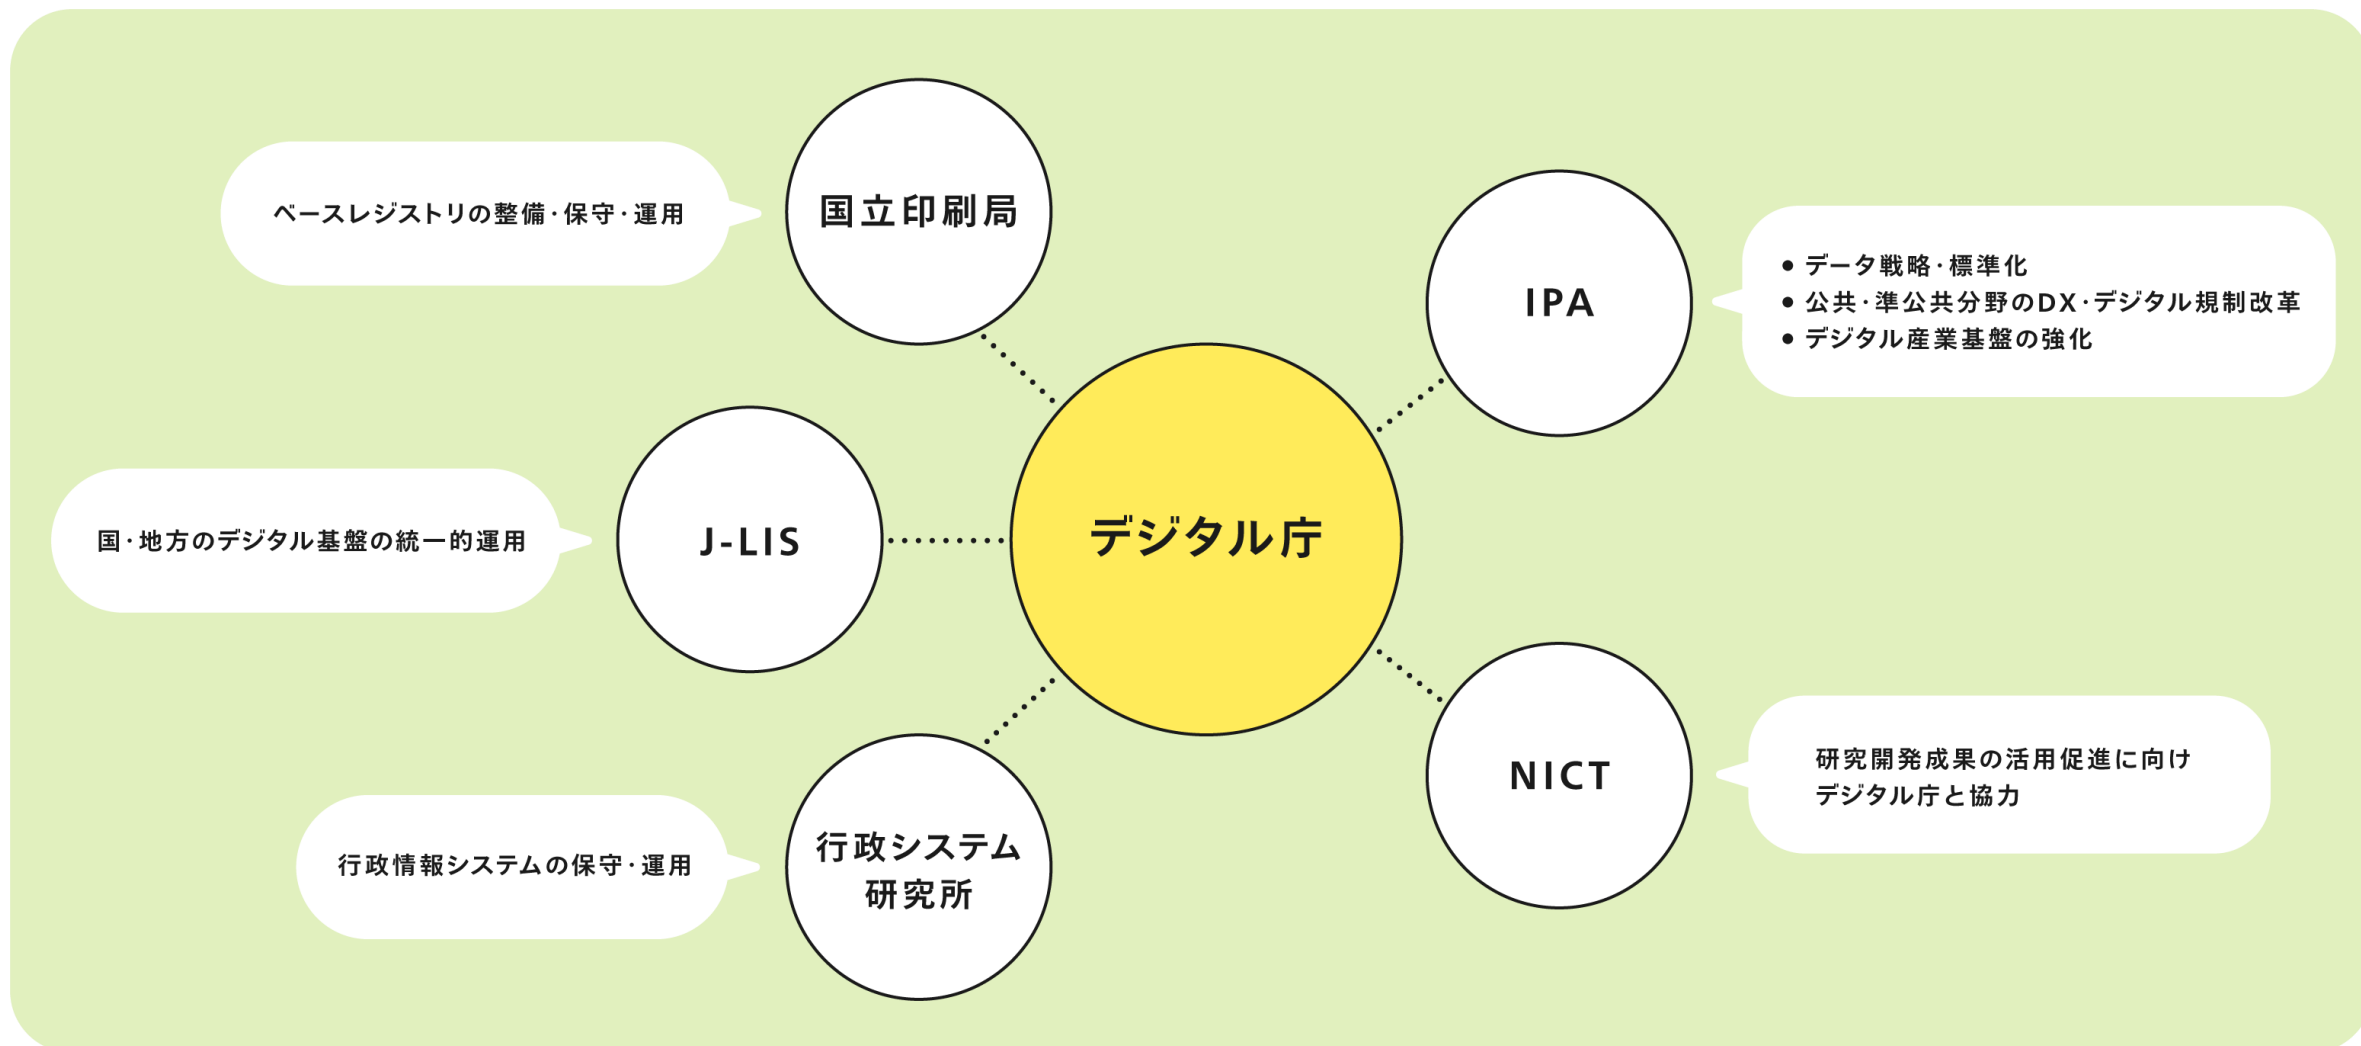 ベースレジストリの整備・保守・運用
国立印刷局
IPA
● データ戦略・標準化
● 公共・準公共分野のDX・デジタル規制改革
● デジタル産業基盤の強化
国・地方のデジタル基盤の統一的運用
J-LIS
デジタル庁
行政情報システムの保守・運用
行政システム
研究所
NICT
研究開発成果の活用促進に向け
デジタル庁と協力